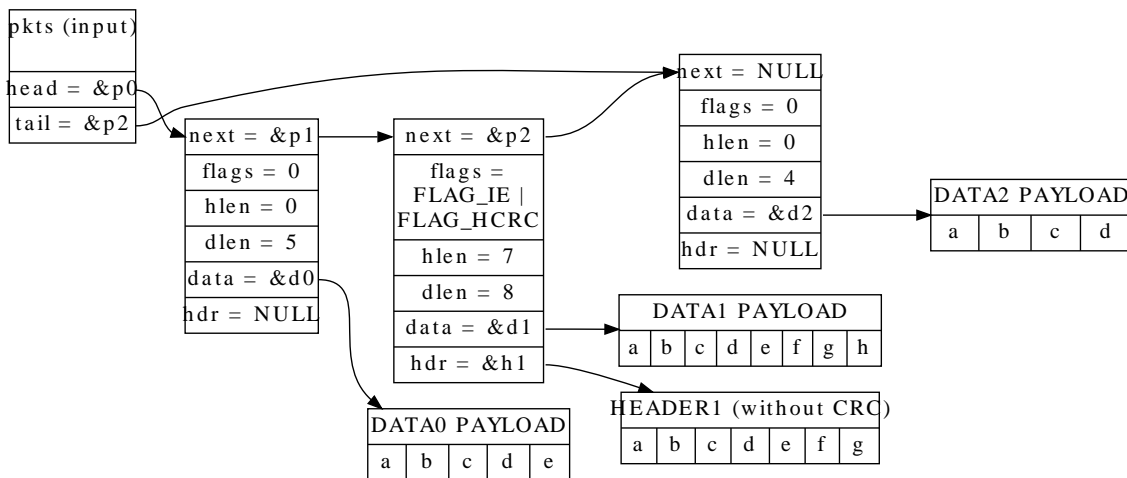 pkts (input)
head = &p0
tail = &p2
next = &p1
flags = 0
hlen = 0
dlen = 5
data = &d0
hdr = NULL
next = &p2
flags =
FLAG_IE |
FLAG_HCRC
hlen = 7
dlen = 8
data = &d1
hdr = &h1
next = NULL
flags = 0
hlen = 0
dlen = 4
data = &d2
hdr = NULL
DATA2 PAYLOAD
a b c d
DATA1 PAYLOAD
a b c d e f g h
HEADER1 (without CRC)
a b c d e f g
DATA0 PAYLOAD
a b c d e